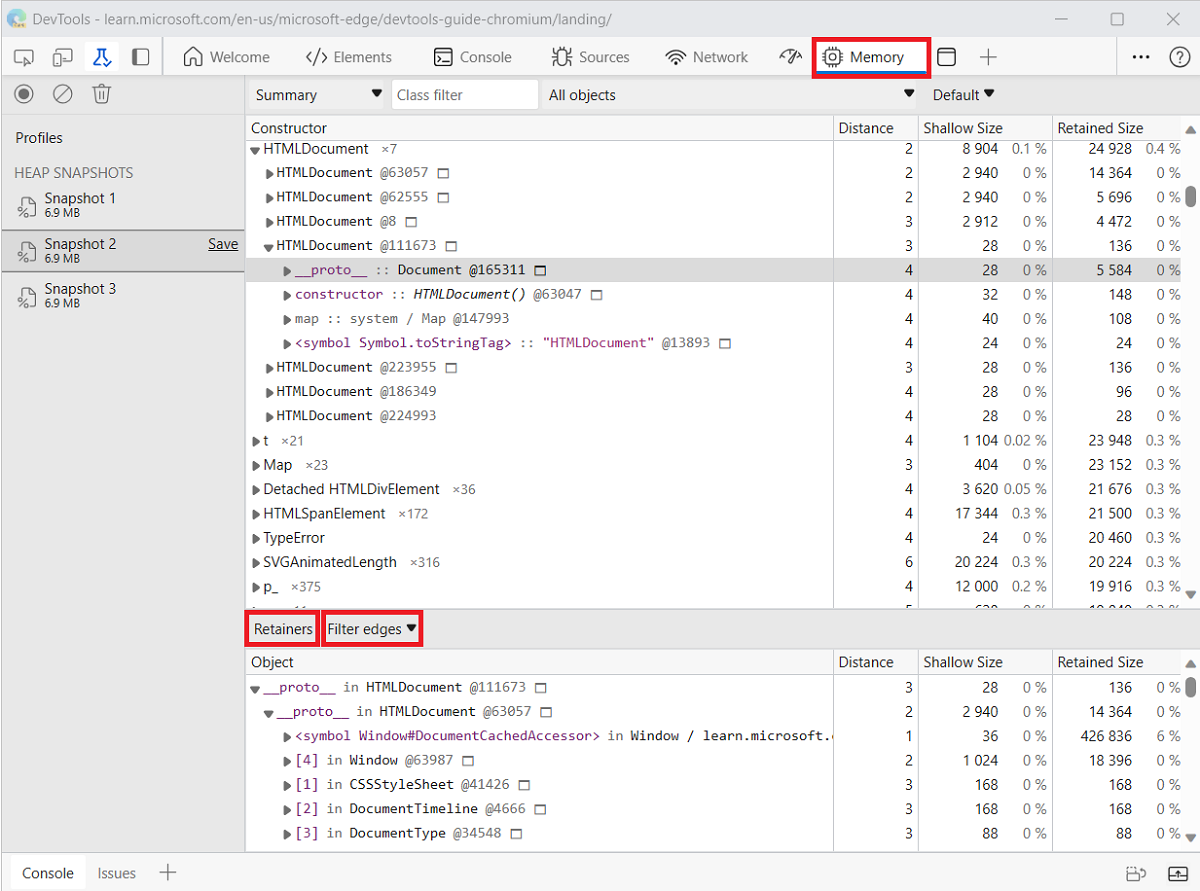 DevTools - learn.microsoft.com/en-us/microsoft-edge/devtools-guide-chromium/landing/
Welcome </> Elements Console Sources Network Memory
Summary Class filter All objects Default
Profiles
HEAP SNAPSHOTS
Snapshot 1
6.9 MB
Snapshot 2 Save
6.9 MB
Snapshot 3
6.9 MB
Constructor Distance Shallow Size Retained Size
HTMLDocument ×7 2 8 904 0.1 % 24 928 0.4 %
HTMLDocument @63057 2 2 940 0 % 14 364 0 %
HTMLDocument @62555 2 2 940 0 % 5 696 0 %
HTMLDocument @8 3 2 912 0 % 4 472 0 %
HTMLDocument @111673 3 28 0 % 136 0 %
__proto__ :: Document @165311 4 28 0 % 5 584 0 %
constructor :: HTMLDocument() @63047 4 32 0 % 148 0 %
map :: system / Map @147993 4 40 0 % 108 0 %
<symbol Symbol.toStringTag> :: "HTMLDocument" @13893 4 24 0 % 24 0 %
HTMLDocument @223955 3 28 0 % 136 0 %
HTMLDocument @186349 4 28 0 % 96 0 %
HTMLDocument @224993 4 28 0 % 28 0 %
t ×21 4 1 104 0.02 % 23 948 0.3 %
Map ×23 3 404 0 % 23 152 0.3 %
Detached HTMLDivElement ×36 4 3 620 0.05 % 21 676 0.3 %
HTMLSpanElement ×172 4 17 344 0.3 % 21 500 0.3 %
TypeError 4 24 0 % 20 460 0.3 %
SVGAnimatedLength ×316 6 20 224 0.3 % 20 224 0.3 %
p_ ×375 4 12 000 0.2 % 19 916 0.3 %
Retainers Filter edges
Object Distance Shallow Size Retained Size
__proto__ in HTMLDocument @111673 3 28 0 % 136 0 %
__proto__ in HTMLDocument @63057 2 2 940 0 % 14 364 0 %
<symbol Window#DocumentCachedAccessor> in Window / learn.microsoft. 1 36 0 % 426 836 6 %
[4] in Window @63987 2 1 024 0 % 18 396 0 %
[1] in CSSStyleSheet @41426 3 168 0 % 168 0 %
[2] in DocumentTimeline @4666 3 168 0 % 168 0 %
[3] in DocumentType @34548 3 88 0 % 88 0 %
Console Issues